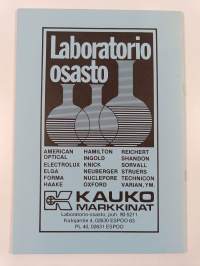 Laboratorio
osasto
AMERICAN OPTICAL HAMILTON REICHERT
INGOLD SHANDON
ELECTROLUX KNICK SORVALL
ELGA NEUBERGER STRUERS
FORMA NUCLEPORE TECHNICON
HAAKE OXFORD VARIAN, YM.
KAUKO
MARKKINAT
Laboratorio-osasto, puh. 90-5211
Kutojantie 4, 02630 ESPOO 63
PL 40, 02631 ESPOO